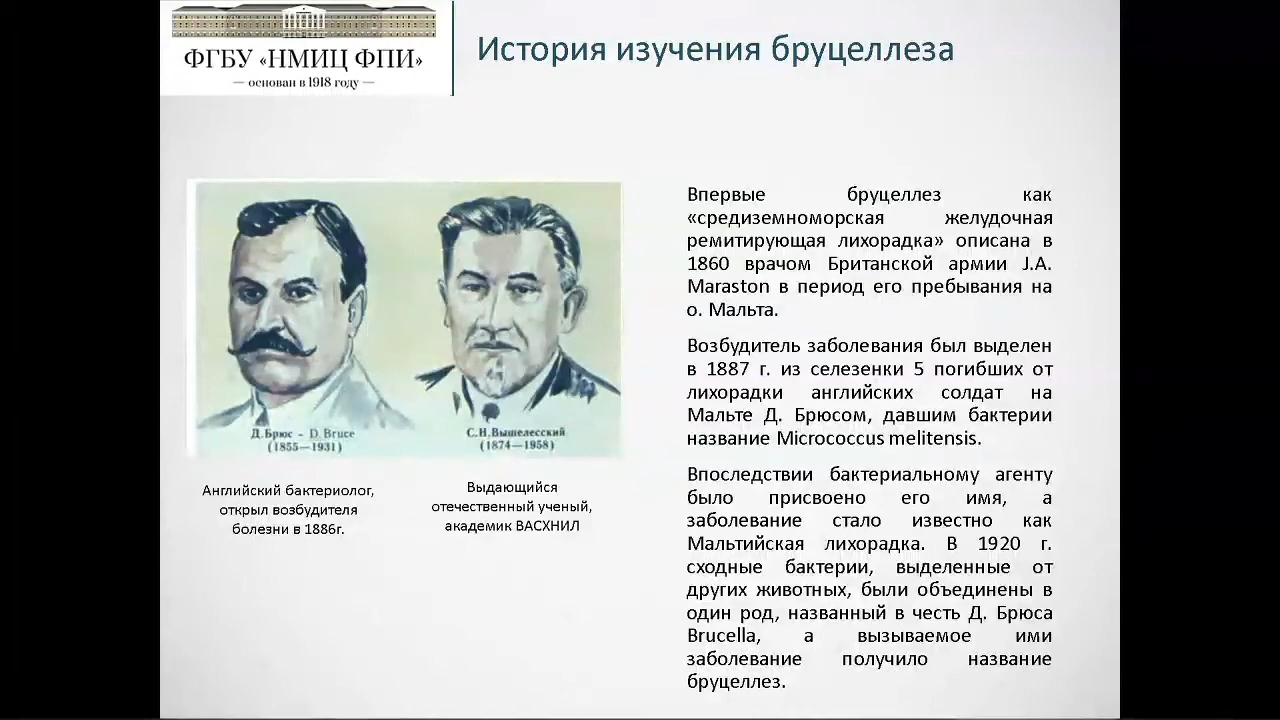 ФГБУ «НМИЦ ФПИ»
— основан в 1918 году —
История изучения бруцеллеза
Д.Брюс – D. Bruce
(1855—1931)
С.Н.Вышелесский
(1874—1958)
Английский бактериолог,
открыл возбудителя
болезни в 1886г.
Выдающийся
отечественный ученый,
академик ВАСХНИЛ
Впервые бруцеллез как
«средиземноморская желудочная
ремитирующая лихорадка» описана в
1860 врачом Британской армии J.A.
Maraston в период его пребывания на
о. Мальта.
Возбудитель заболевания был выделен
в 1887 г. из селезенки 5 погибших от
лихорадки английских солдат на
Мальте Д. Брюсом, давшим бактерии
название Micrococcus melitensis.
Впоследствии бактериальному агенту
было присвоено его имя, а
заболевание стало известно как
Мальтийская лихорадка. В 1920 г.
сходные бактерии, выделенные от
других животных, были объединены в
один род, названный в честь Д. Брюса
Brucella, а вызываемое ими
заболевание получило название
бруцеллез.